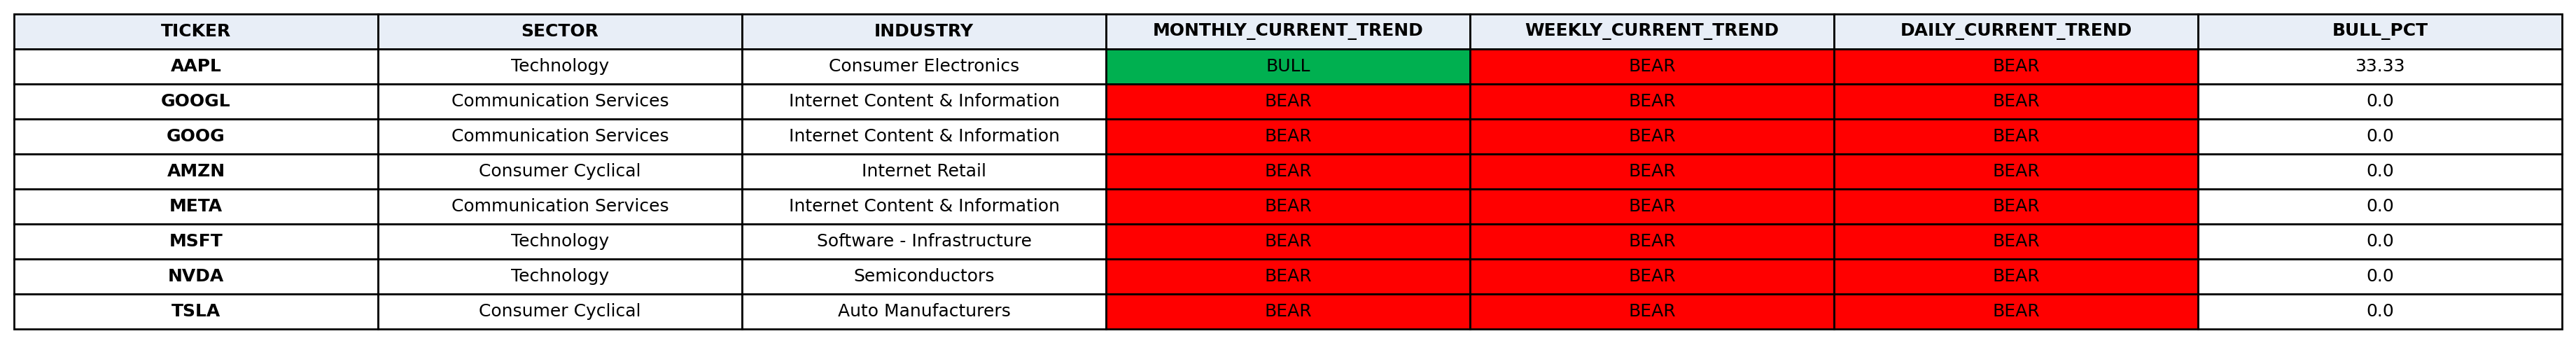 TICKER SECTOR INDUSTRY MONTHLY_CURRENT_TREND WEEKLY_CURRENT_TREND DAILY_CURRENT_TREND BULL_PCT
AAPL Technology Consumer Electronics BULL BEAR BEAR 33.33
GOOGL Communication Services Internet Content & Information BEAR BEAR BEAR 0.0
GOOG Communication Services Internet Content & Information BEAR BEAR BEAR 0.0
AMZN Consumer Cyclical Internet Retail BEAR BEAR BEAR 0.0
META Communication Services Internet Content & Information BEAR BEAR BEAR 0.0
MSFT Technology Software - Infrastructure BEAR BEAR BEAR 0.0
NVDA Technology Semiconductors BEAR BEAR BEAR 0.0
TSLA Consumer Cyclical Auto Manufacturers BEAR BEAR BEAR 0.0